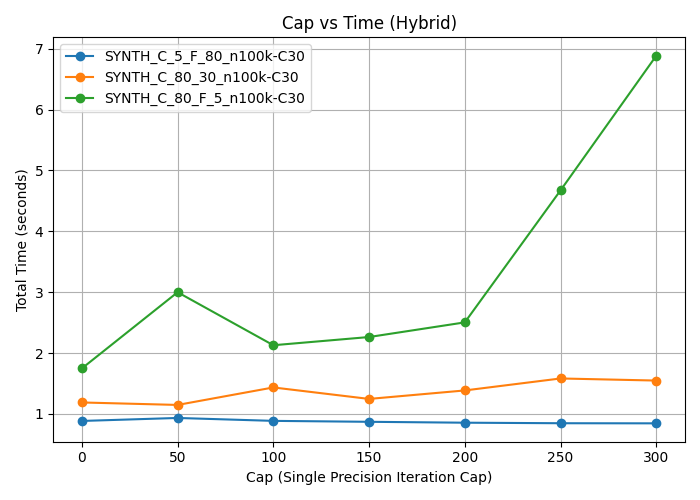 Cap vs Time (Hybrid)
SYNTH_C_5_F_80_n100k-C30
SYNTH_C_80_30_n100k-C30
SYNTH_C_80_F_5_n100k-C30
Total Time (seconds)
7
6
5
4
3
2
1
0 50 100 150 200 250 300
Cap (Single Precision Iteration Cap)